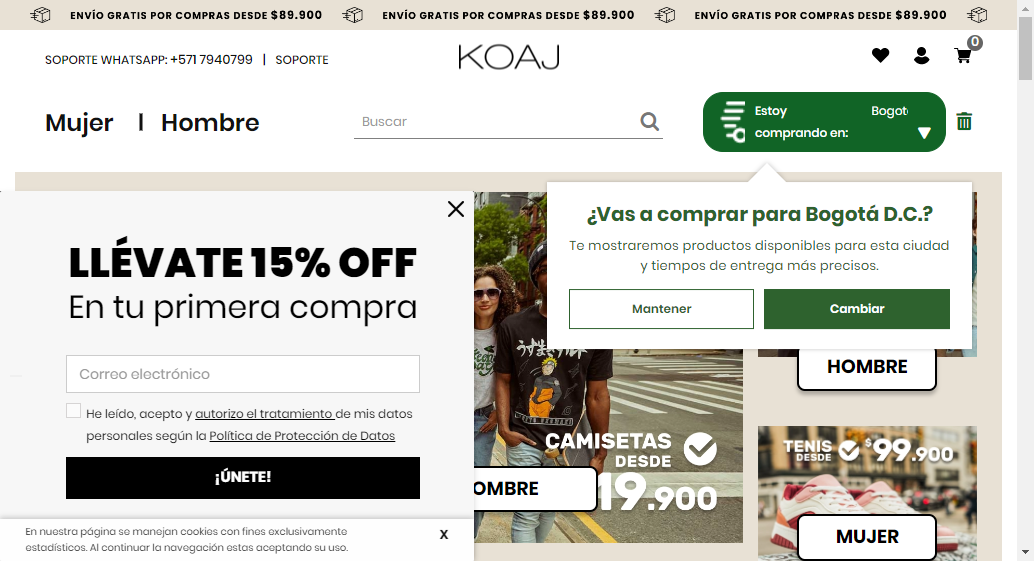 ENVÍO GRATIS POR COMPRAS DESDE $89.900
ENVÍO GRATIS POR COMPRAS DESDE $89.900
ENVÍO GRATIS POR COMPRAS DESDE $89.900
SOPORTE WHATSAPP: +571 7940799 | SOPORTE
KOAJ
0
Mujer | Hombre
Buscar
Estoy
comprando en:
Bogot
¿Vas a comprar para Bogotá D.C.?
Te mostraremos productos disponibles para esta ciudad
y tiempos de entrega más precisos.
Mantener
Cambiar
LLÉVATE 15% OFF
En tu primera compra
Correo electrónico
He leído, acepto y autorizo el tratamiento de mis datos
personales según la Política de Protección de Datos
¡ÚNETE!
En nuestra página se manejan cookies con fines exclusivamente
estadísticos. Al continuar la navegación estas aceptando su uso.
X
CAMISETAS
DESDE
19.900
OMBRE
HOMBRE
TENIS
DESDE
$99.900
MUJER